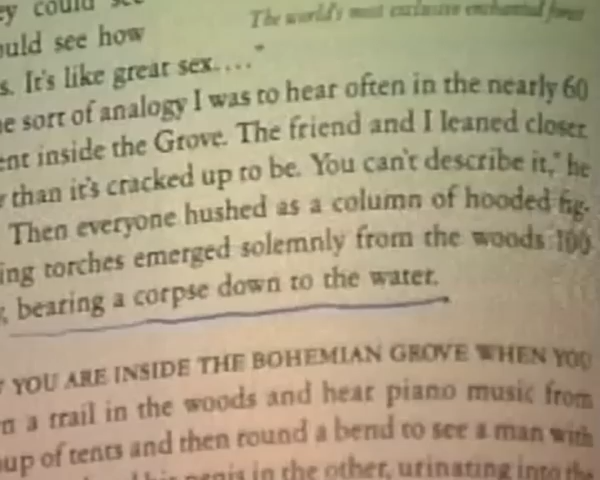 ey could see
The world's most exclusive enchanted forest
ould see how
s. It's like great sex...."
e sort of analogy I was to hear often in the nearly 60
ent inside the Grove. The friend and I leaned closer.
r than it's cracked up to be. You can't describe it," he
Then everyone hushed as a column of hooded fig-
ing torches emerged solemnly from the woods 100
, bearing a corpse down to the water.
YOU ARE INSIDE THE BOHEMIAN GROVE WHEN YOU
n a trail in the woods and hear piano music from
oup of tents and then round a bend to see a man with
his penis in the other, urinating into the